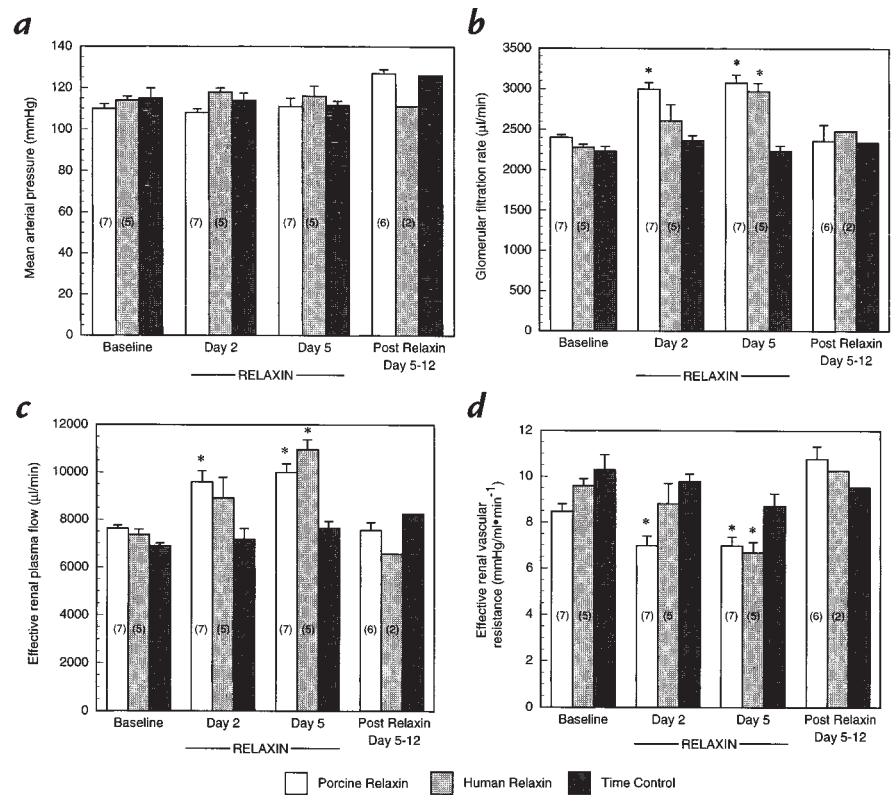 a
Mean arterial pressure (mmHg)
140
120
100
80
60
40
20
0
(7) (5) (7) (5) (7) (5) (6) (2)
Baseline Day 2 Day 5 Post Relaxin
Day 5-12
RELAXIN
b
Glomerular filtration rate (µl/min)
3500
3000
2500
2000
1500
1000
500
0
* * *
(7) (5) (7) (5) (7) (5) (6) (2)
Baseline Day 2 Day 5 Post Relaxin
Day 5-12
RELAXIN
c
Effective renal plasma flow (µl/min)
12000
10000
8000
6000
4000
2000
0
* * *
(7) (5) (7) (5) (7) (5) (6) (2)
Baseline Day 2 Day 5 Post Relaxin
Day 5-12
RELAXIN
d
Effective renal vascular
resistance (mmHg/ml•min-1)
12
10
8
6
4
2
0
* * *
(7) (5) (7) (5 (7) (5) (6) (2)
Baseline Day 2 Day 5 Post Relaxin
Day 5-12
RELAXIN
Porcine Relaxin Human Relaxin Time Control